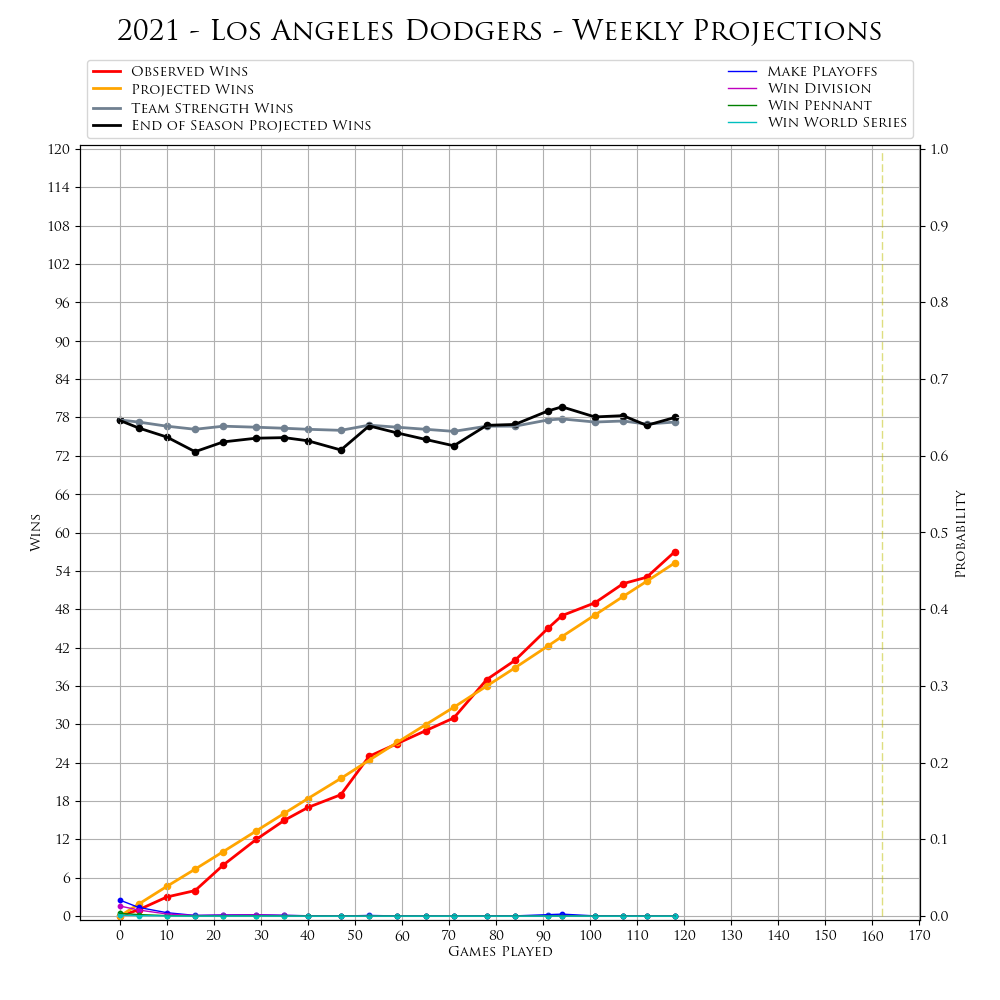 2021 - Los Angeles Dodgers - Weekly Projections
Observed Wins
Projected Wins
Team Strength Wins
End of Season Projected Wins
Make Playoffs
Win Division
Win Pennant
Win World Series
120
114
108
102
96
90
84
78
72
66
60
54
48
42
36
30
24
18
12
6
0
Wins
1.0
0.9
0.8
0.7
0.6
0.5
0.4
0.3
0.2
0.1
0.0
Probability
0 10 20 30 40 50 60 70 80 90 100 110 120 130 140 150 160 170
Games Played